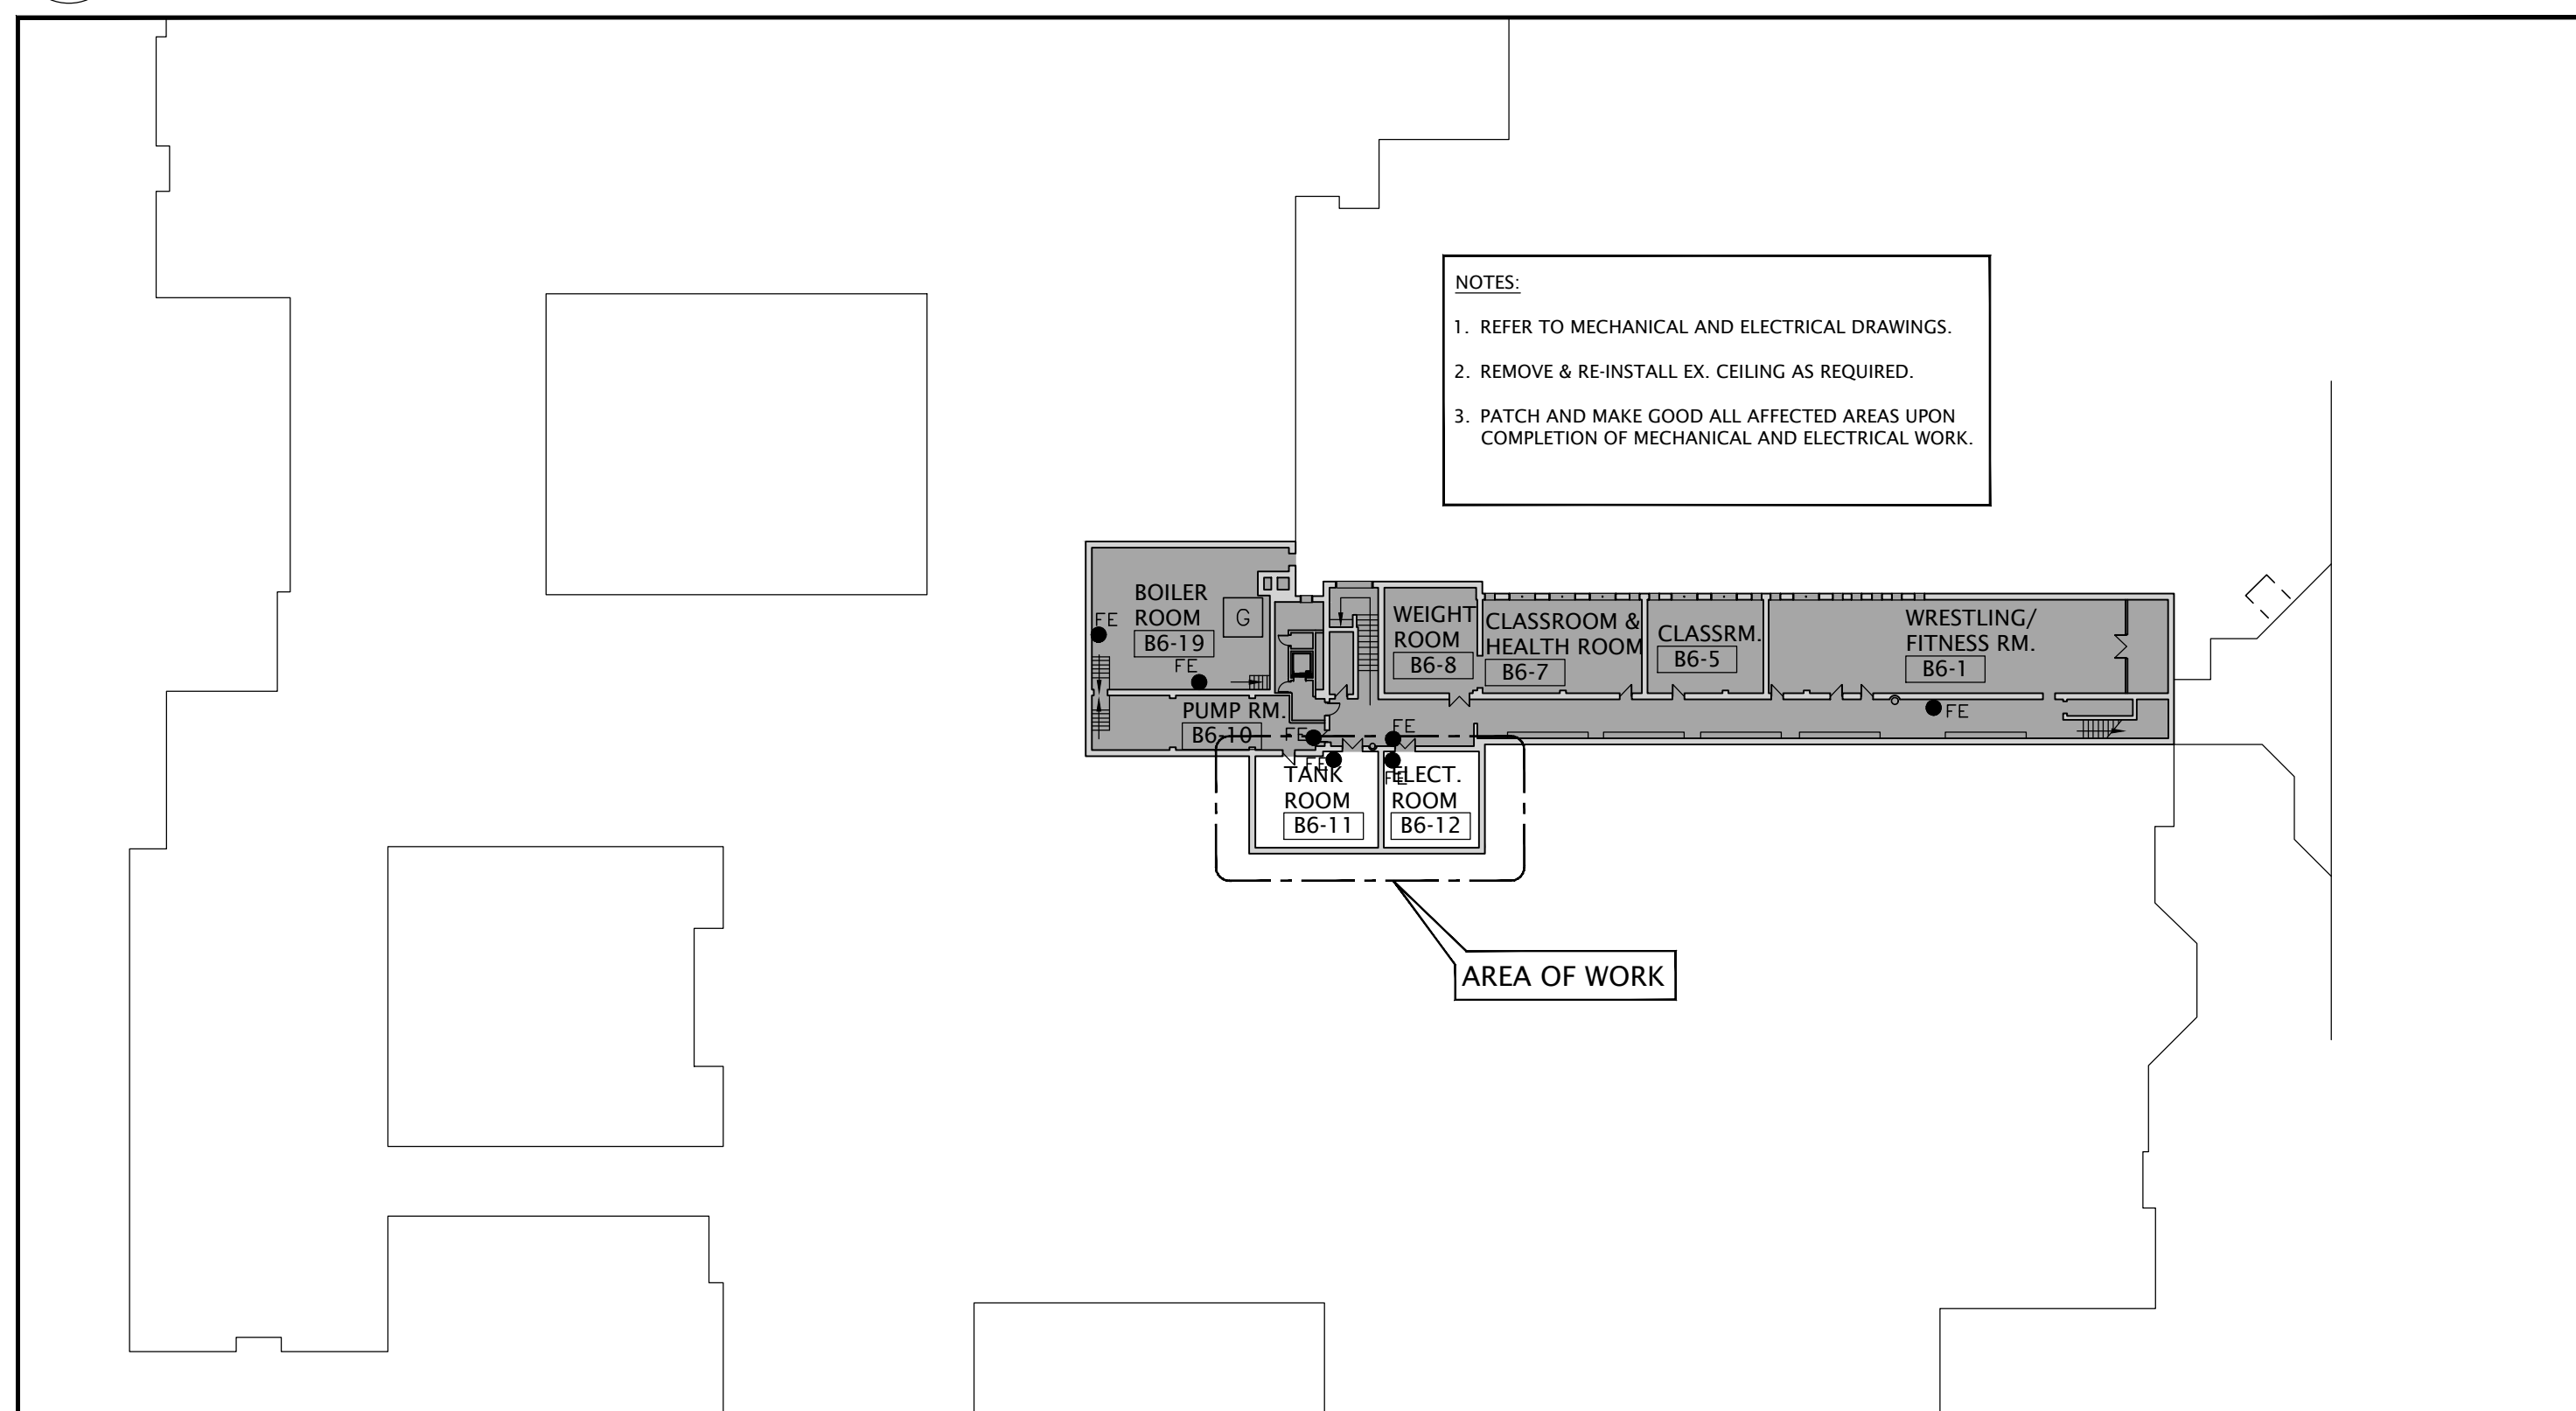 NOTES:
1. REFER TO MECHANICAL AND ELECTRICAL DRAWINGS.
2. REMOVE & RE-INSTALL EX. CEILING AS REQUIRED.
3. PATCH AND MAKE GOOD ALL AFFECTED AREAS UPON
COMPLETION OF MECHANICAL AND ELECTRICAL WORK.
BOILER
ROOM
B6-19
G
FE
FE
WEIGHT
ROOM
B6-8
CLASSROOM &
HEALTH ROOM
B6-7
CLASSRM.
B6-5
WRESTLING/
FITNESS RM.
B6-1
FE
PUMP RM.
B6-10
FE
FE
FE
TANK
ROOM
B6-11
FE
ELECT.
ROOM
B6-12
AREA OF WORK